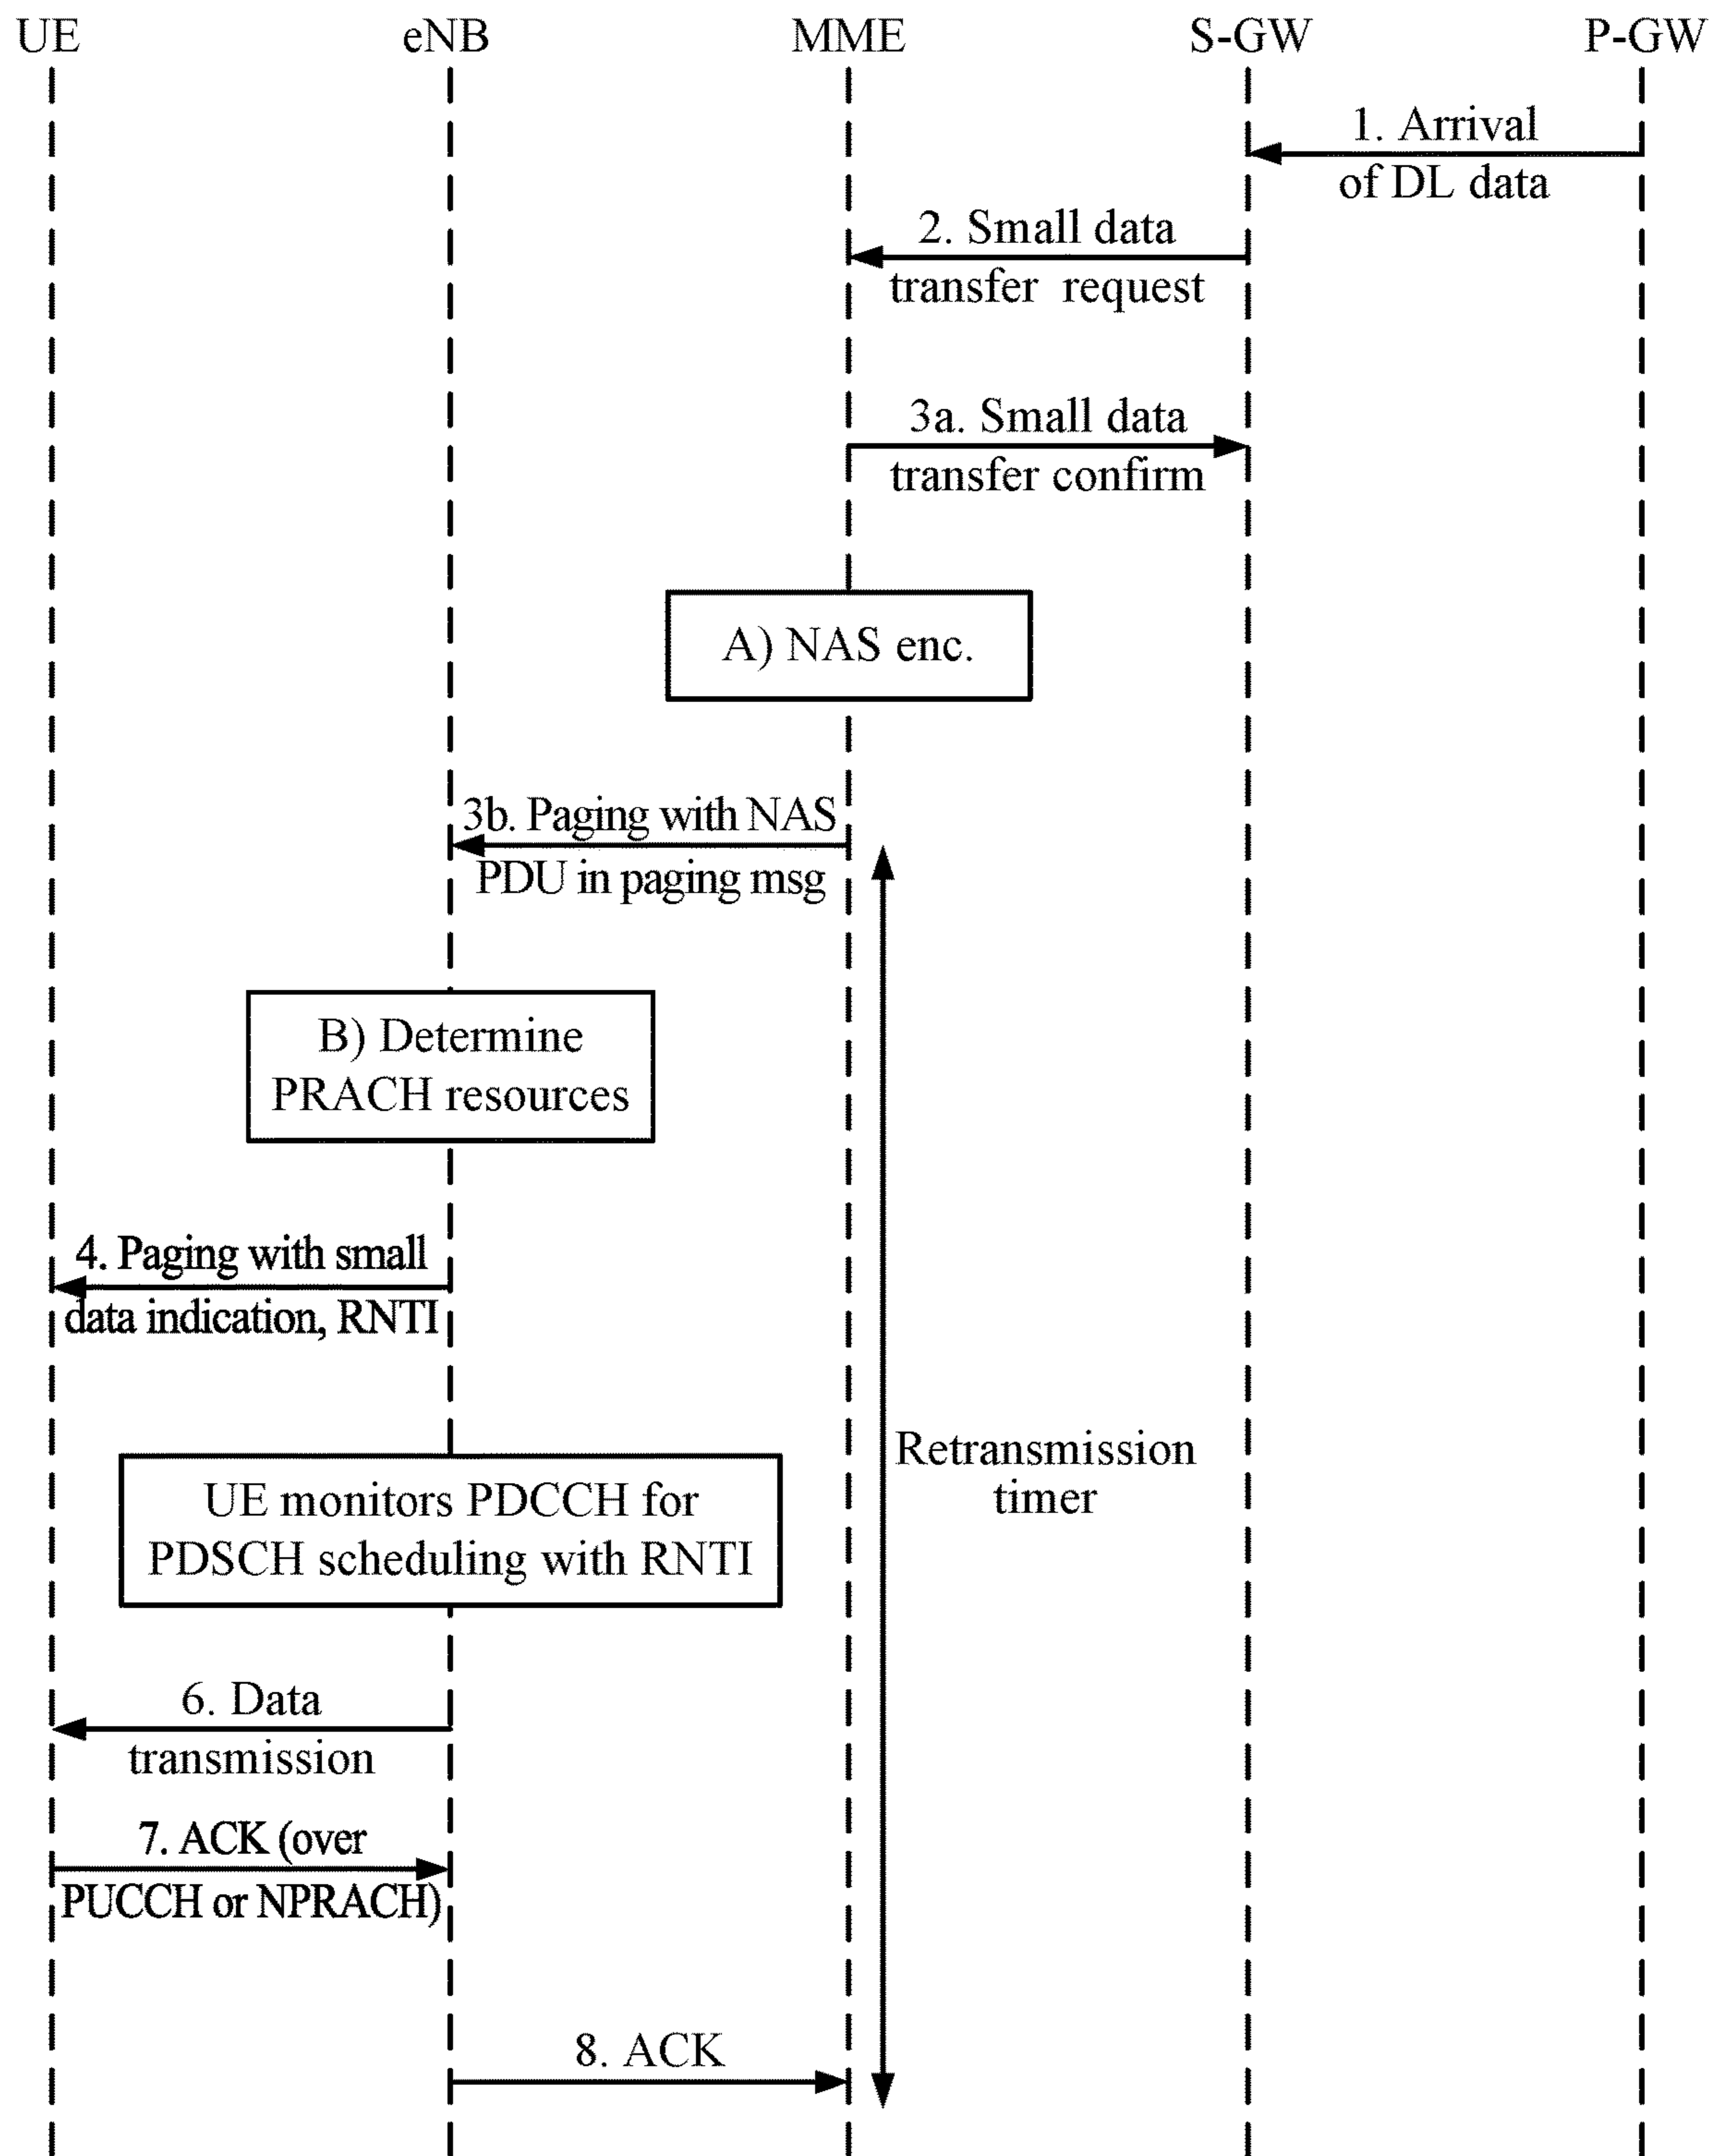 UE eNB MME S-GW P-GW
1. Arrival
of DL data
2. Small data
transfer request
3a. Small data
transfer confirm
A) NAS enc.
3b. Paging with NAS
PDU in paging msg
B) Determine
PRACH resources
4. Paging with small
data indication, RNTI
Retransmission
timer
UE monitors PDCCH for
PDSCH scheduling with RNTI
6. Data
transmission
7. ACK (over
PUCCH or NPRACH)
8. ACK